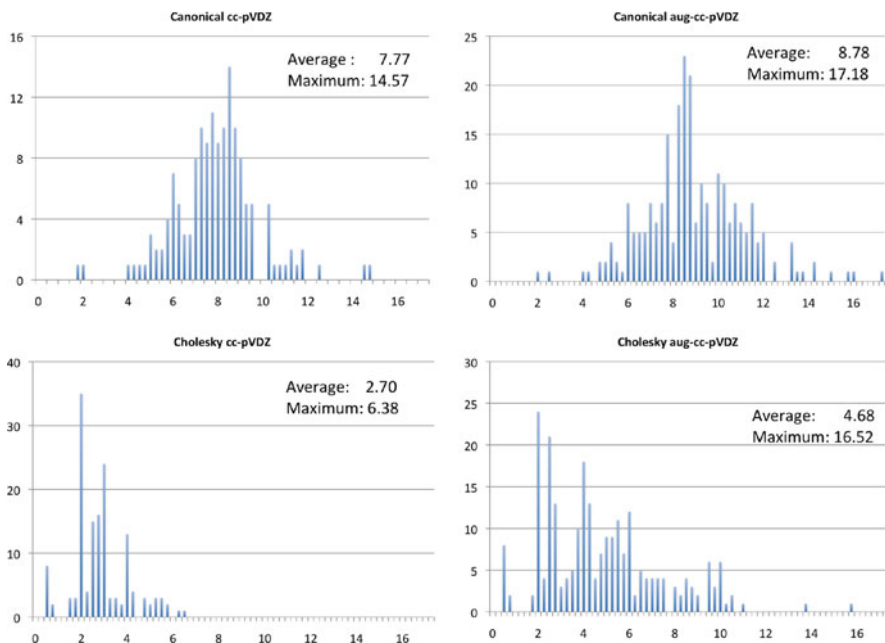 Canonical cc-pVDZ
16
14
12
10
8
6
4
2
0
Average : 7.77
Maximum: 14.57
0 2 4 6 8 10 12 14 16
Canonical aug-cc-pVDZ
25
20
15
10
5
0
Average: 8.78
Maximum: 17.18
0 2 4 6 8 10 12 14 16
Cholesky cc-pVDZ
40
30
20
10
0
Average: 2.70
Maximum: 6.38
0 2 4 6 8 10 12 14 16
Cholesky aug-cc-pVDZ
30
25
20
15
10
5
0
Average: 4.68
Maximum: 16.52
0 2 4 6 8 10 12 14 16